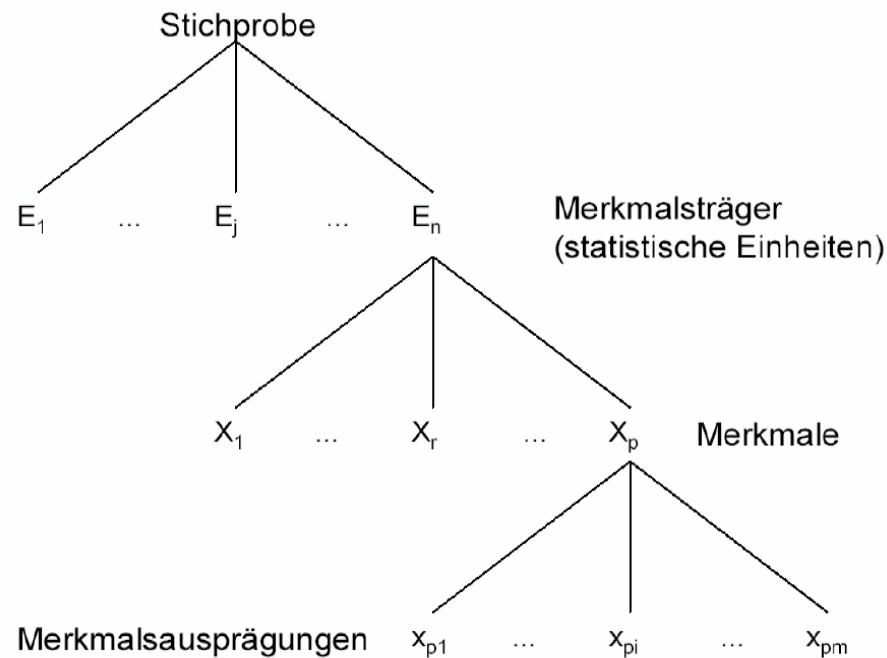 Stichprobe
E₁ ... Eⱼ ... Eₙ
Merkmalsträger
(statistische Einheiten)
X₁ ... Xᵣ ... Xₚ Merkmale
Merkmalsausprägungen xₚ₁ ... xₚᵢ ... xₚₘ